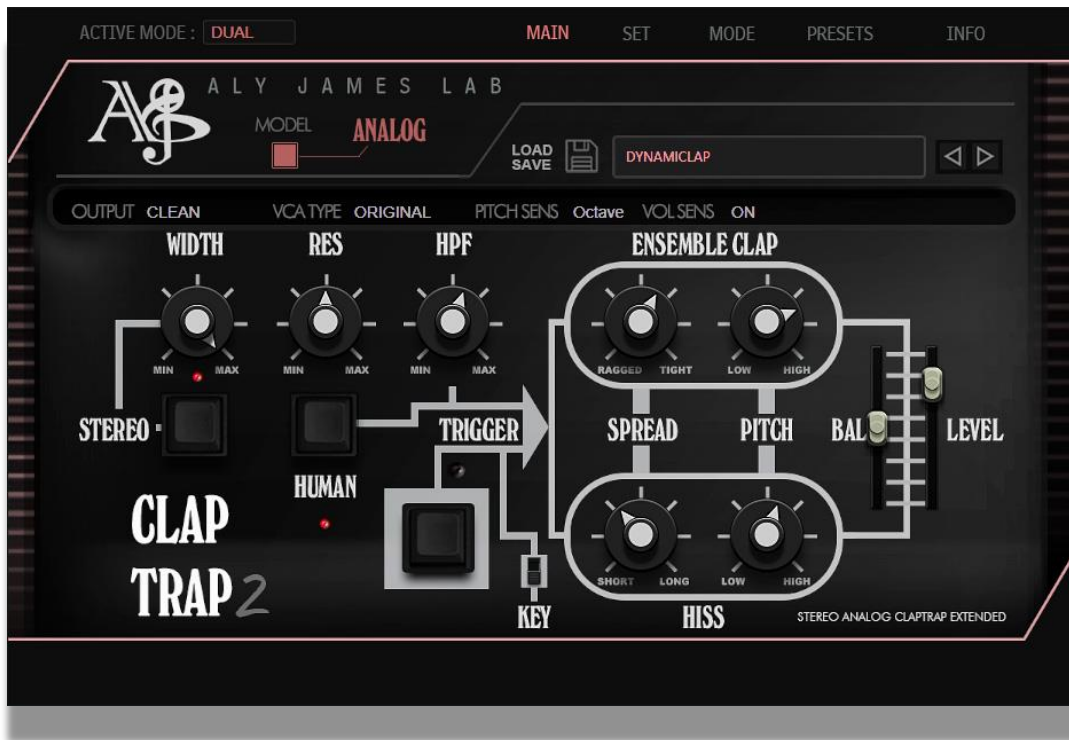 ACTIVE MODE : DUAL MAIN SET MODE PRESETS INFO
ALY JAMES LAB
MODEL ANALOG
LOAD SAVE DYNAMICLAP
OUTPUT CLEAN VCA TYPE ORIGINAL PITCH SENS Octave VOL SENS ON
WIDTH RES HPF ENSEMBLE CLAP
MIN MAX MIN MAX MIN MAX RAGGED TIGHT LOW HIGH
STEREO TRIGGER SPREAD PITCH BAL LEVEL
HUMAN
CLAP
TRAP 2
SHORT LONG LOW HIGH
KEY HISS STEREO ANALOG CLAPTRAP EXTENDED